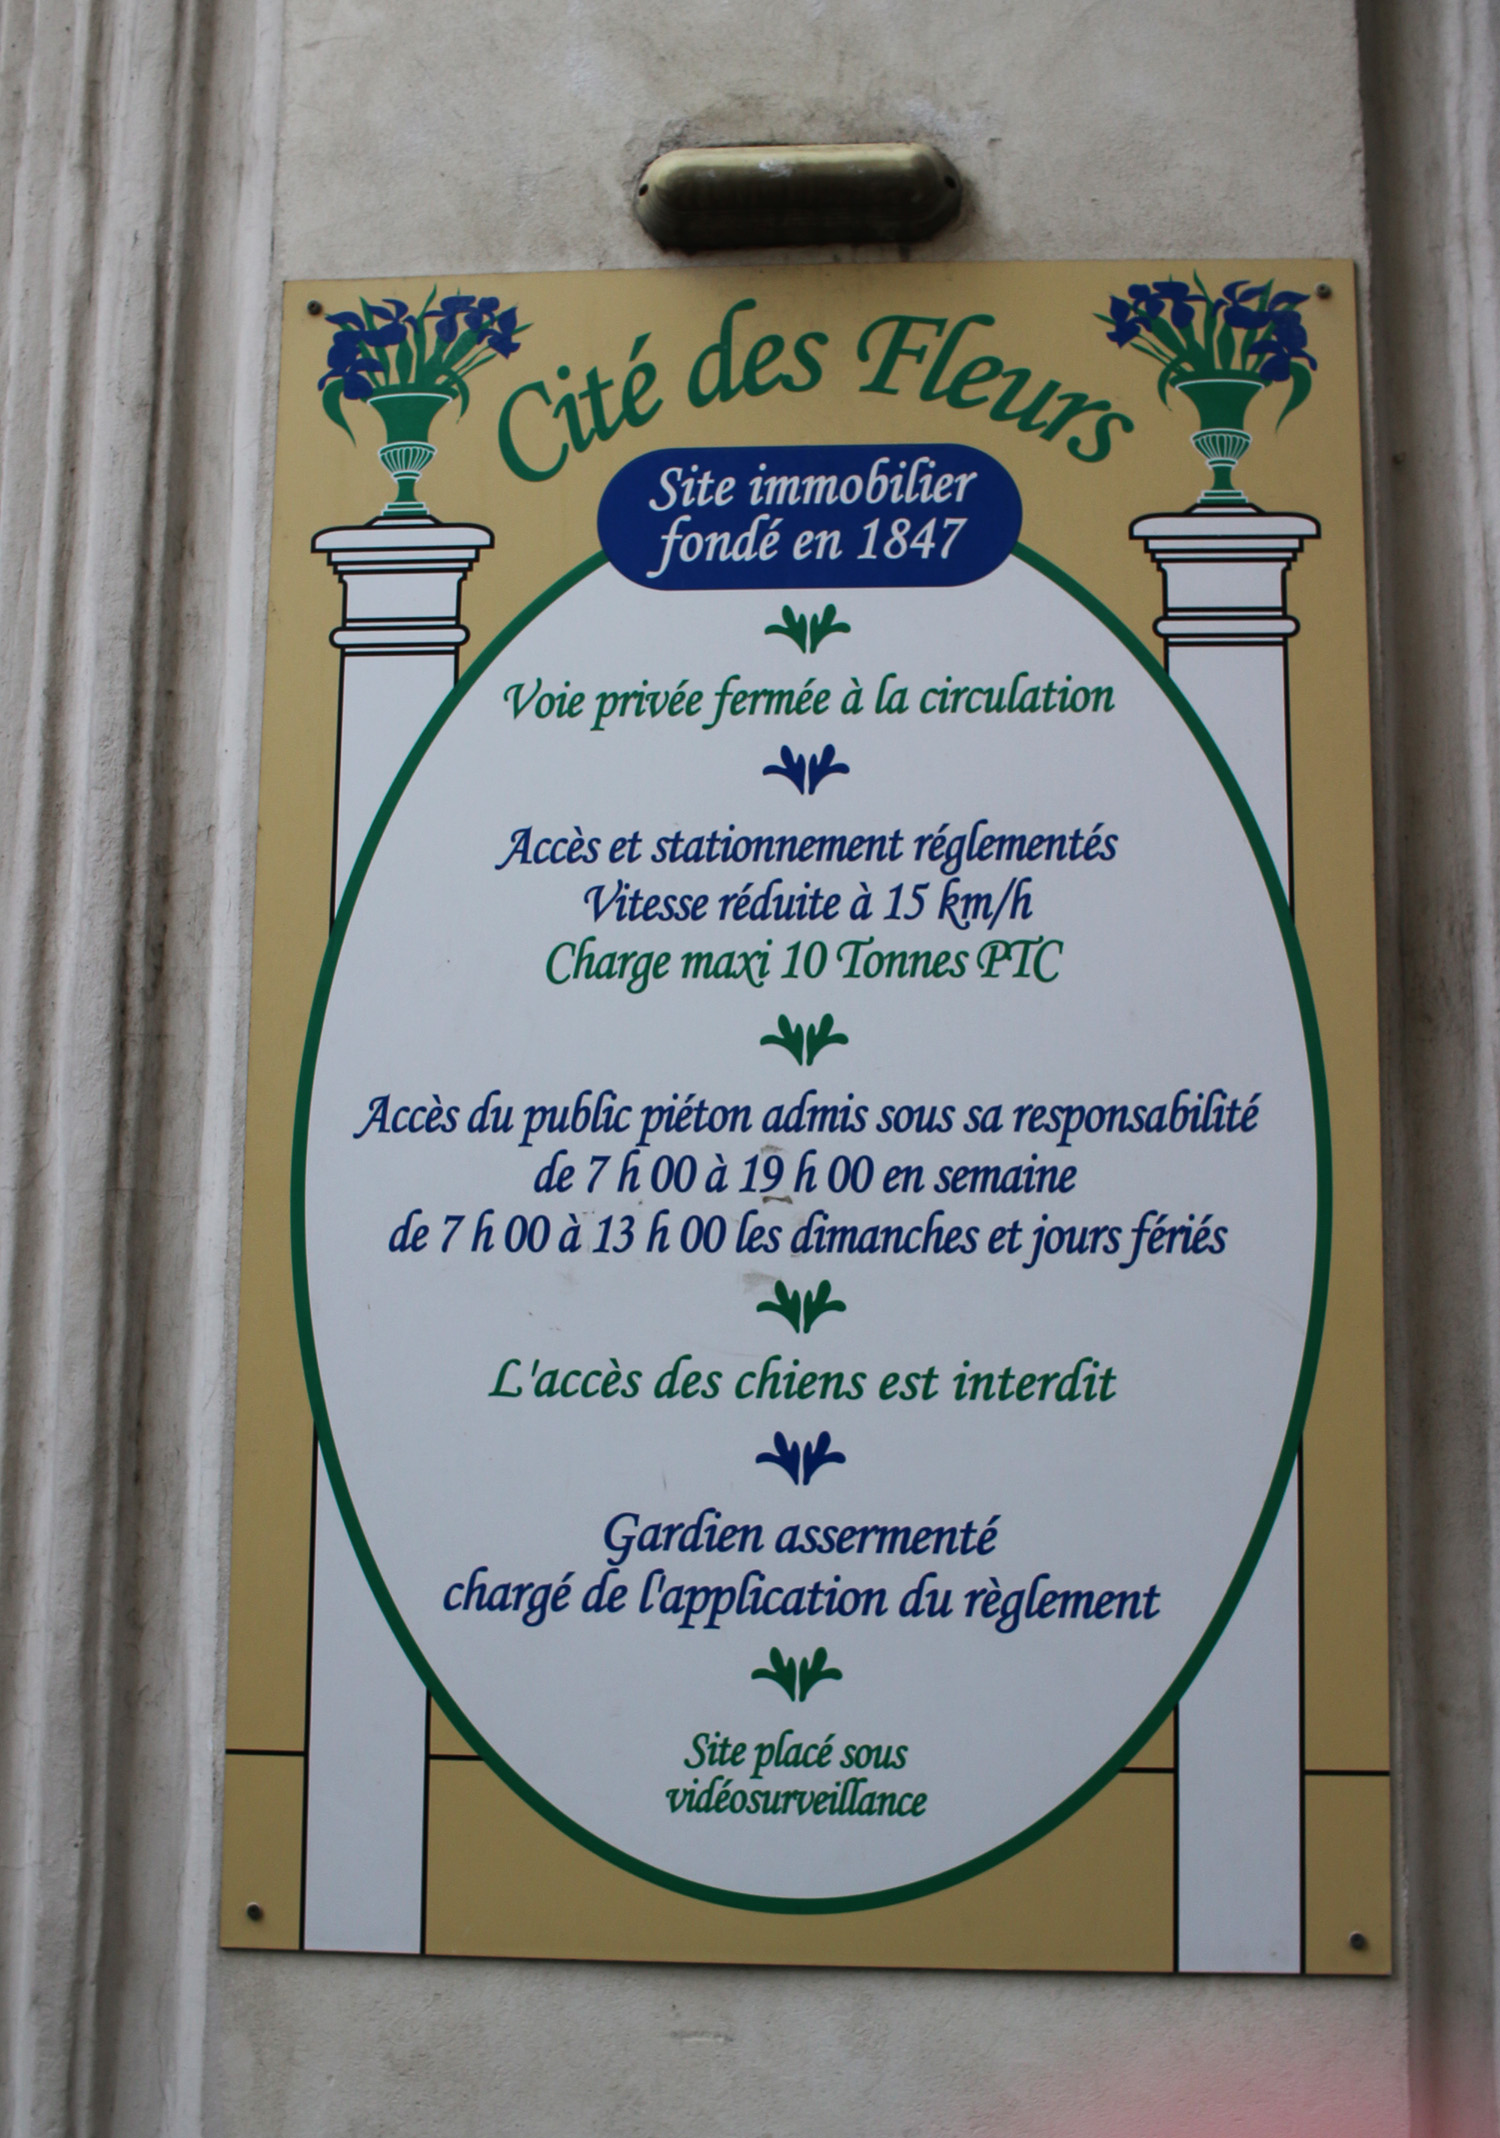 Cité des Fleurs
Site immobilier
fondé en 1847
Voie privée fermée à la circulation
Accès et stationnement réglementés
Vitesse réduite à 15 km/h
Charge maxi 10 Tonnes PTC
Accès du public piéton admis sous sa responsabilité
de 7 h 00 à 19 h 00 en semaine
de 7 h 00 à 13 h 00 les dimanches et jours fériés
L'accès des chiens est interdit
Gardien assermenté
chargé de l'application du règlement
Site placé sous
vidéosurveillance